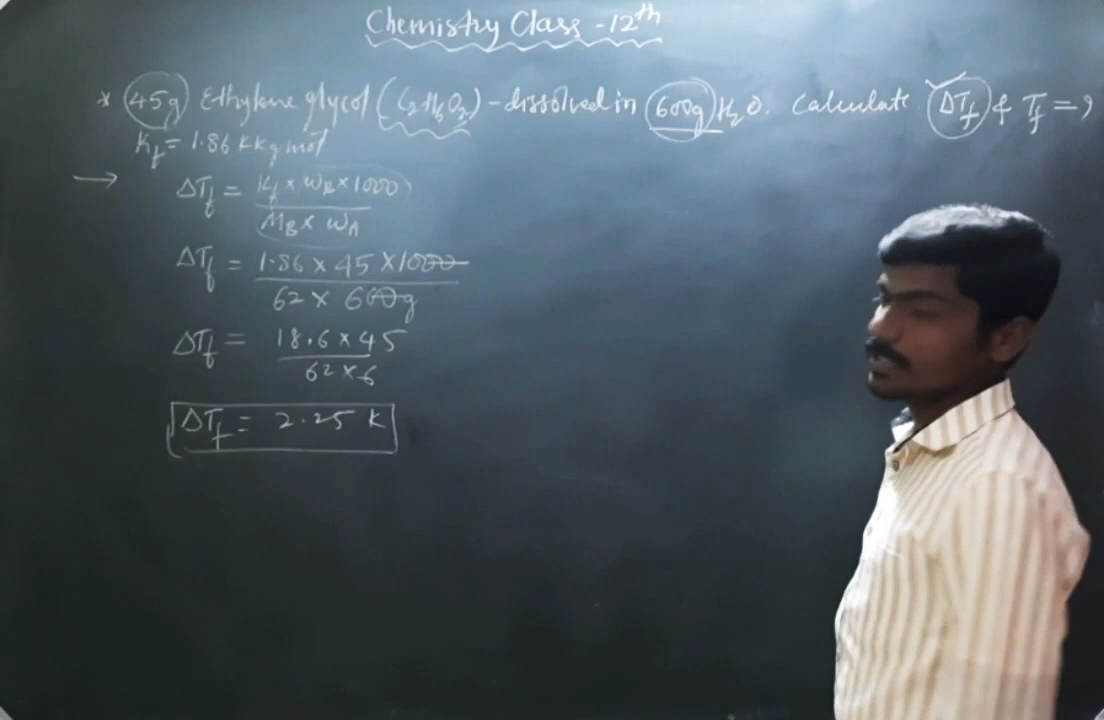 Chemistry Class - 12th
* 45g Ethylene glycol (C2H6O2) - dissolved in 600g H2O. Calculate ΔTf & Tf = ?
Kf = 1.86 K kg mol
→ ΔTf = Kf × WB × 1000
MB × WA
ΔTf = 1.86 × 45 × 1000
62 × 600g
ΔTf = 18.6 × 45
62 × 6
ΔTf = 2.25 K